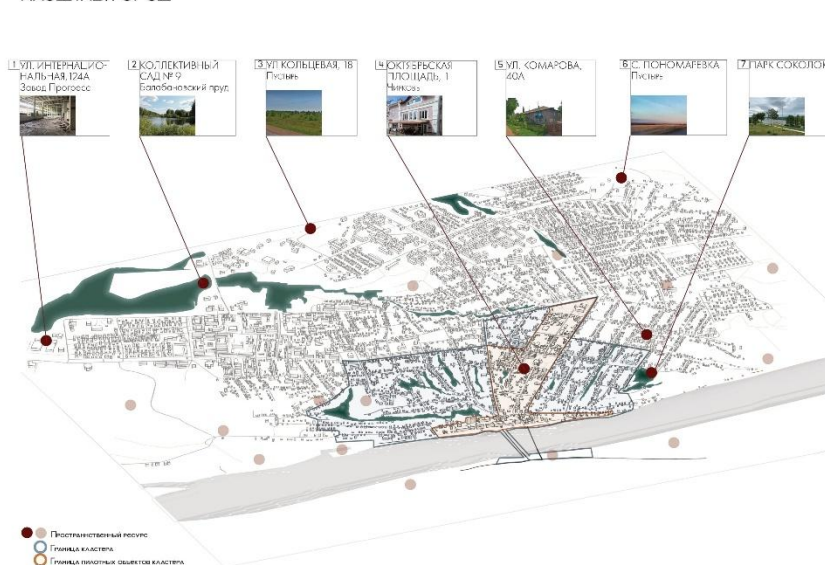 1 УЛ. ИНТЕРНАЦИО-
НАЛЬНАЯ, 124А
Завод Прогресс
2 КОЛЛЕКТИВНЫЙ
САД № 9
Балабановский пруд
3 УЛ КОЛЬЦЕВАЯ, 18
Пустырь
4 ОКТЯБРЬСКАЯ
ПЛОЩАДЬ, 1
5 УЛ. КОМАРОВА,
40А
6 С. ПОНОМАРЕВКА
Пустырь
7 ПАРК СОКОЛОК
Пространственный ресурс
Граница кластера
Граница пилотных объектов кластера